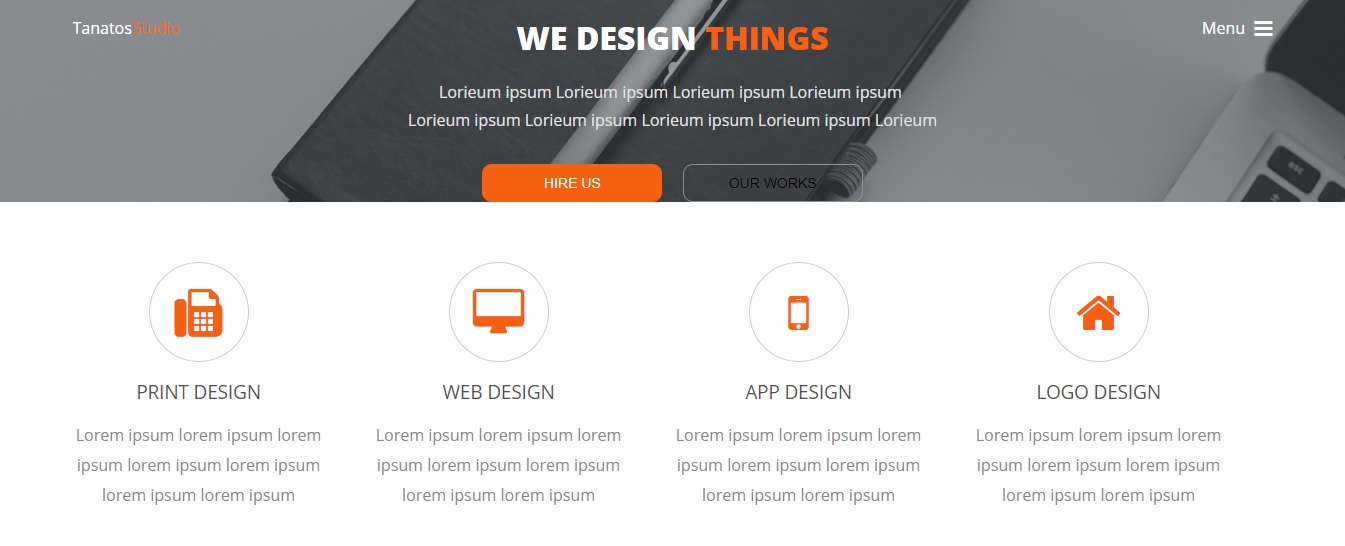 TanatosStudio
Menu
WE DESIGN THINGS
Lorieum ipsum Lorieum ipsum Lorieum ipsum Lorieum ipsum
Lorieum ipsum Lorieum ipsum Lorieum ipsum Lorieum ipsum Lorieum
HIRE US
OUR WORKS
esc
PRINT DESIGN
Lorem ipsum lorem ipsum lorem
ipsum lorem ipsum lorem ipsum
lorem ipsum lorem ipsum
WEB DESIGN
Lorem ipsum lorem ipsum lorem
ipsum lorem ipsum lorem ipsum
lorem ipsum lorem ipsum
APP DESIGN
Lorem ipsum lorem ipsum lorem
ipsum lorem ipsum lorem ipsum
lorem ipsum lorem ipsum
LOGO DESIGN
Lorem ipsum lorem ipsum lorem
ipsum lorem ipsum lorem ipsum
lorem ipsum lorem ipsum